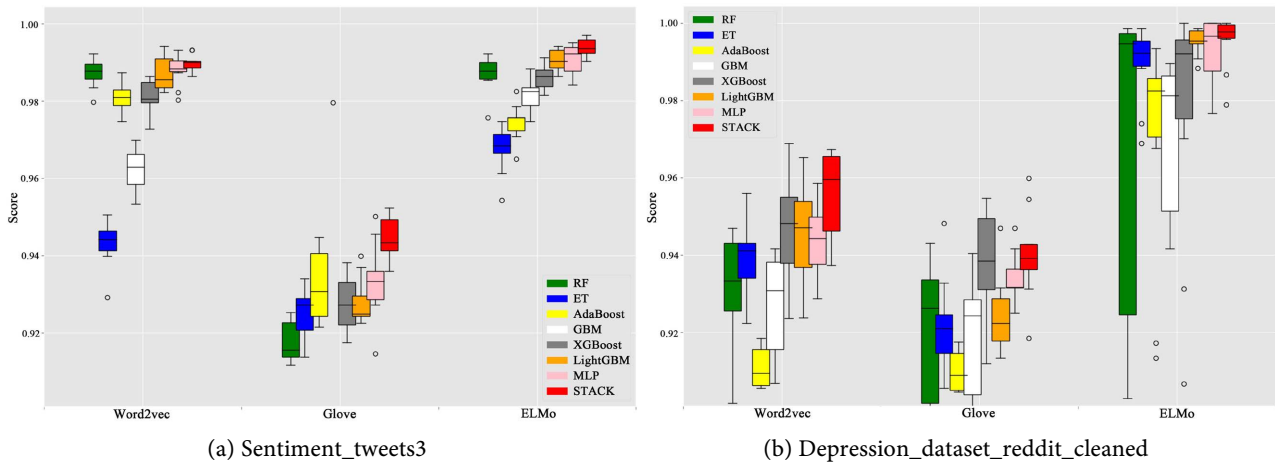 1.00
0.98
0.96
0.94
0.92
Score
Word2vec
Glove
ELMo
RF
ET
AdaBoost
GBM
XGBoost
LightGBM
MLP
STACK
(a) Sentiment_tweets3
1.00
0.98
0.96
0.94
0.92
Score
RF
ET
AdaBoost
GBM
XGBoost
LightGBM
MLP
STACK
Word2vec
Glove
ELMo
(b) Depression_dataset_reddit_cleaned